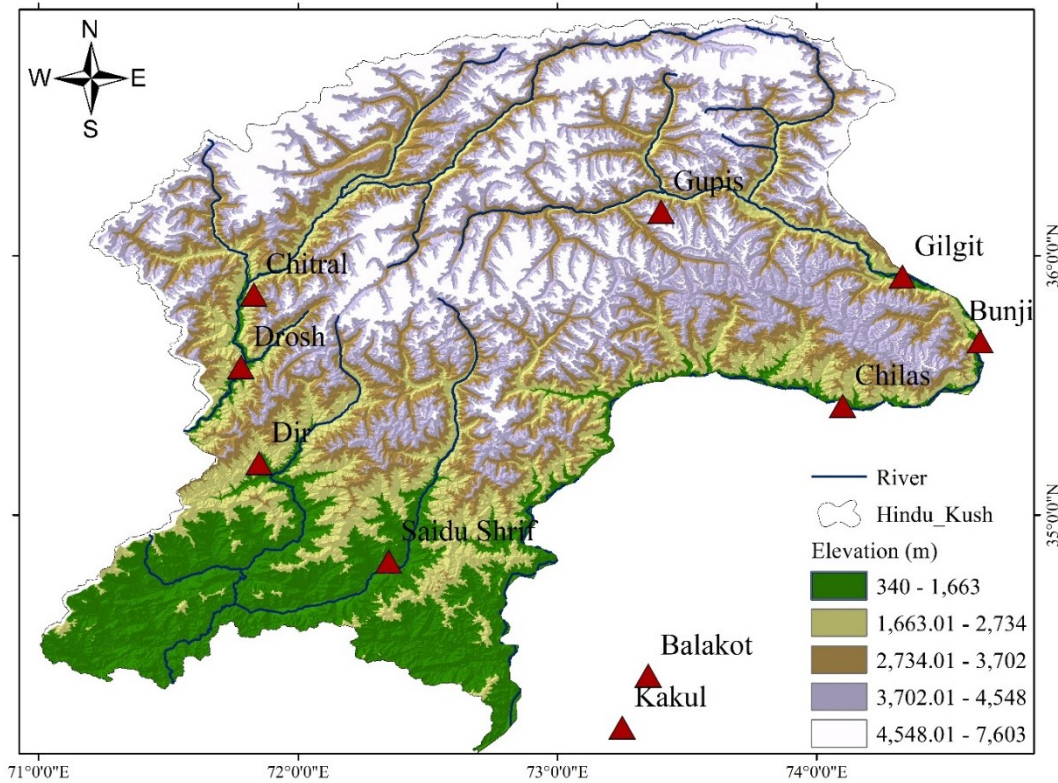 N
W E
S
Gupis
Gilgit
Chitral
Bunji
Drosh
Chilas
Dir
Saidu Shrif
Balakot
Kakul
River
Hindu_Kush
Elevation (m)
340 - 1,663
1,663.01 - 2,734
2,734.01 - 3,702
3,702.01 - 4,548
4,548.01 - 7,603
36°0'0"N
35°0'0"N
71°0'0"E 72°0'0"E 73°0'0"E 74°0'0"E